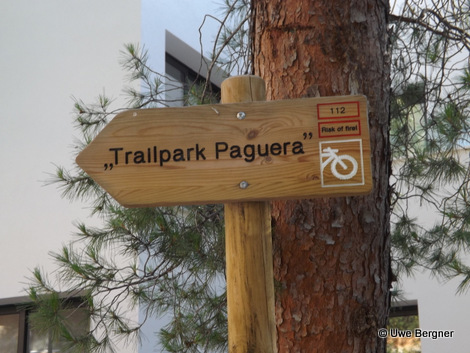 „Trailpark Paguera”
112
Risk of fire!
© Uwe Bergner